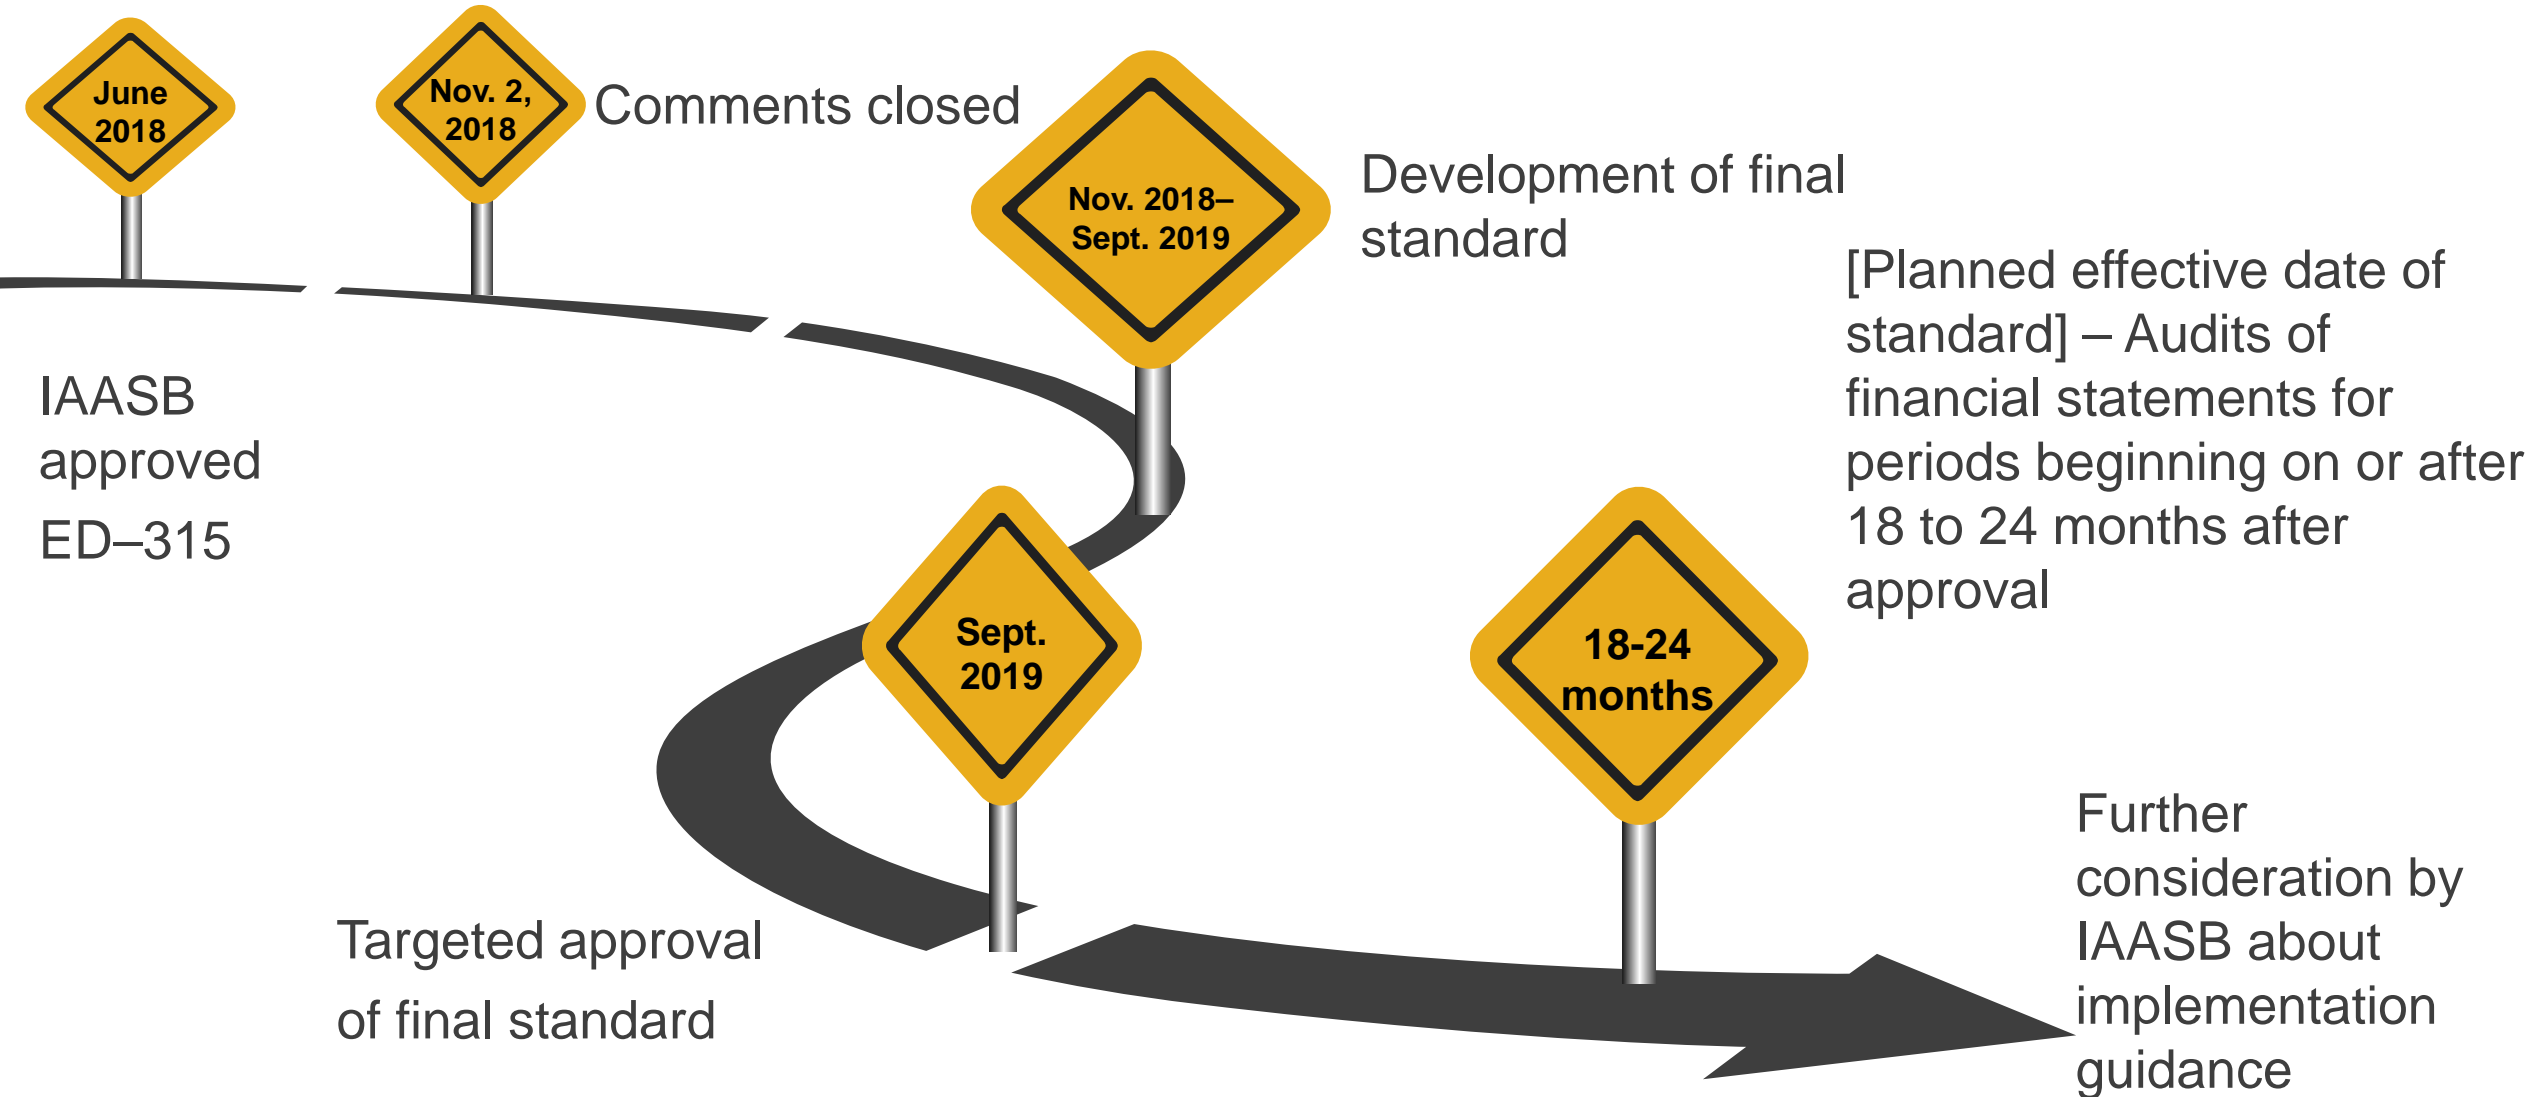 June
2018
IAASB
approved
ED–315
Nov. 2,
2018
Comments closed
Nov. 2018–
Sept. 2019
Development of final
standard
Sept.
2019
Targeted approval
of final standard
18-24
months
[Planned effective date of
standard] – Audits of
financial statements for
periods beginning on or after
18 to 24 months after
approval
Further
consideration by
IAASB about
implementation
guidance